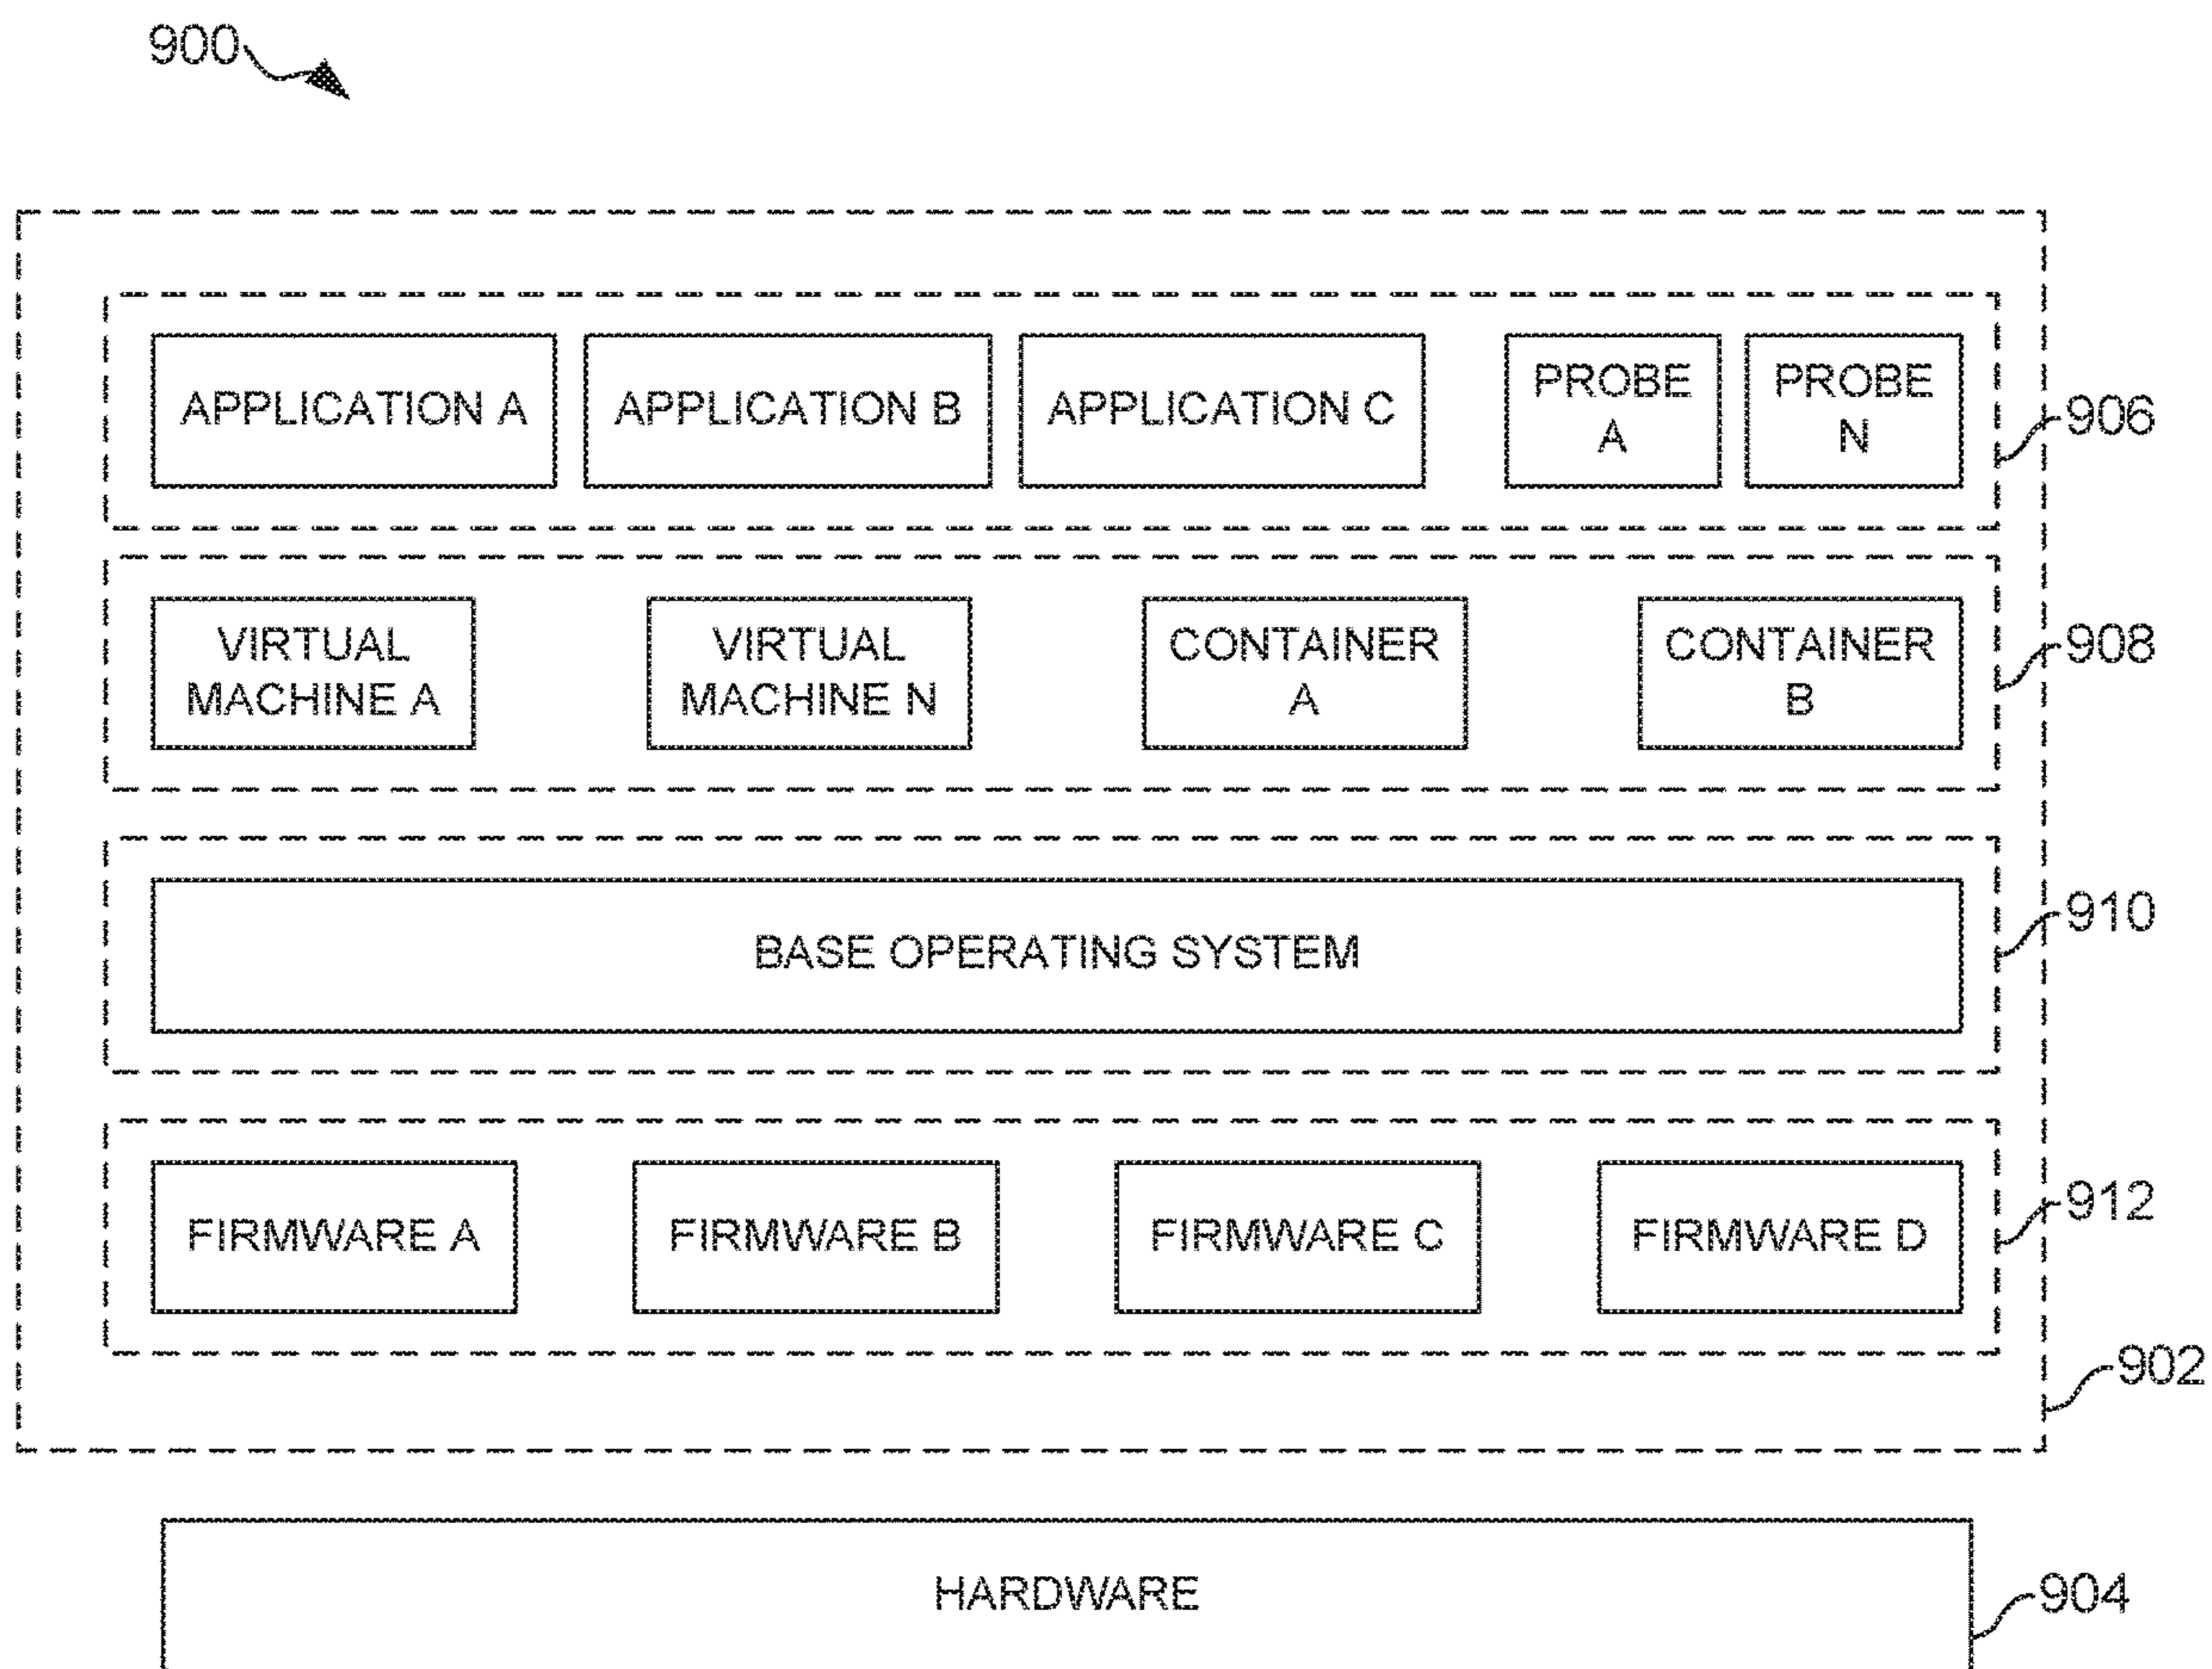 900
APPLICATION A
APPLICATION B
APPLICATION C
PROBE
A
PROBE
N
906
VIRTUAL
MACHINE A
VIRTUAL
MACHINE N
CONTAINER
A
CONTAINER
B
908
BASE OPERATING SYSTEM
910
FIRMWARE A
FIRMWARE B
FIRMWARE C
FIRMWARE D
912
902
HARDWARE
904